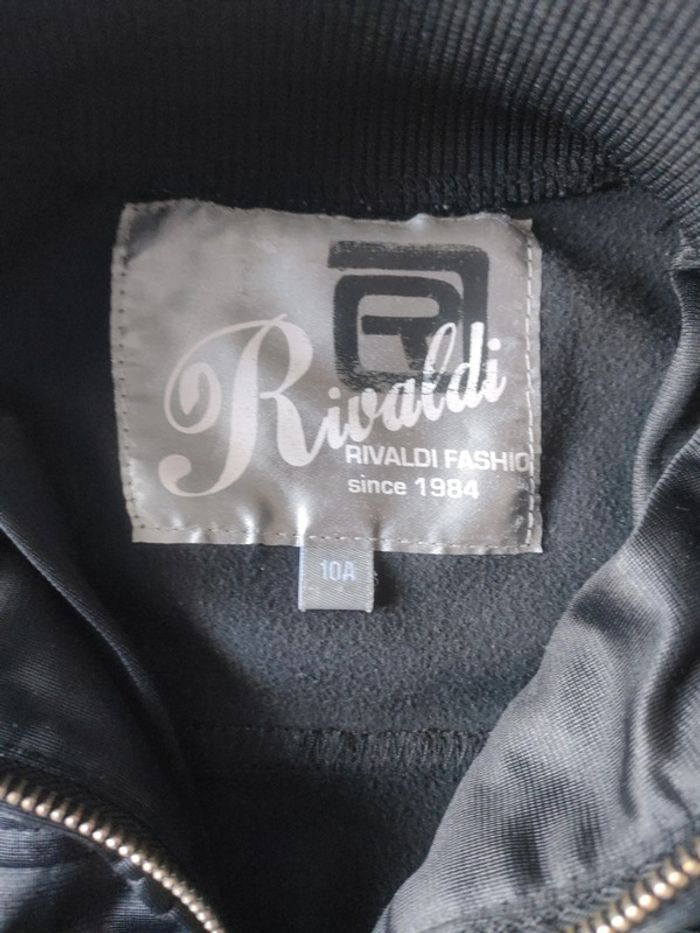 R
Rivaldi
RIVALDI FASHIO
since 1984
10A